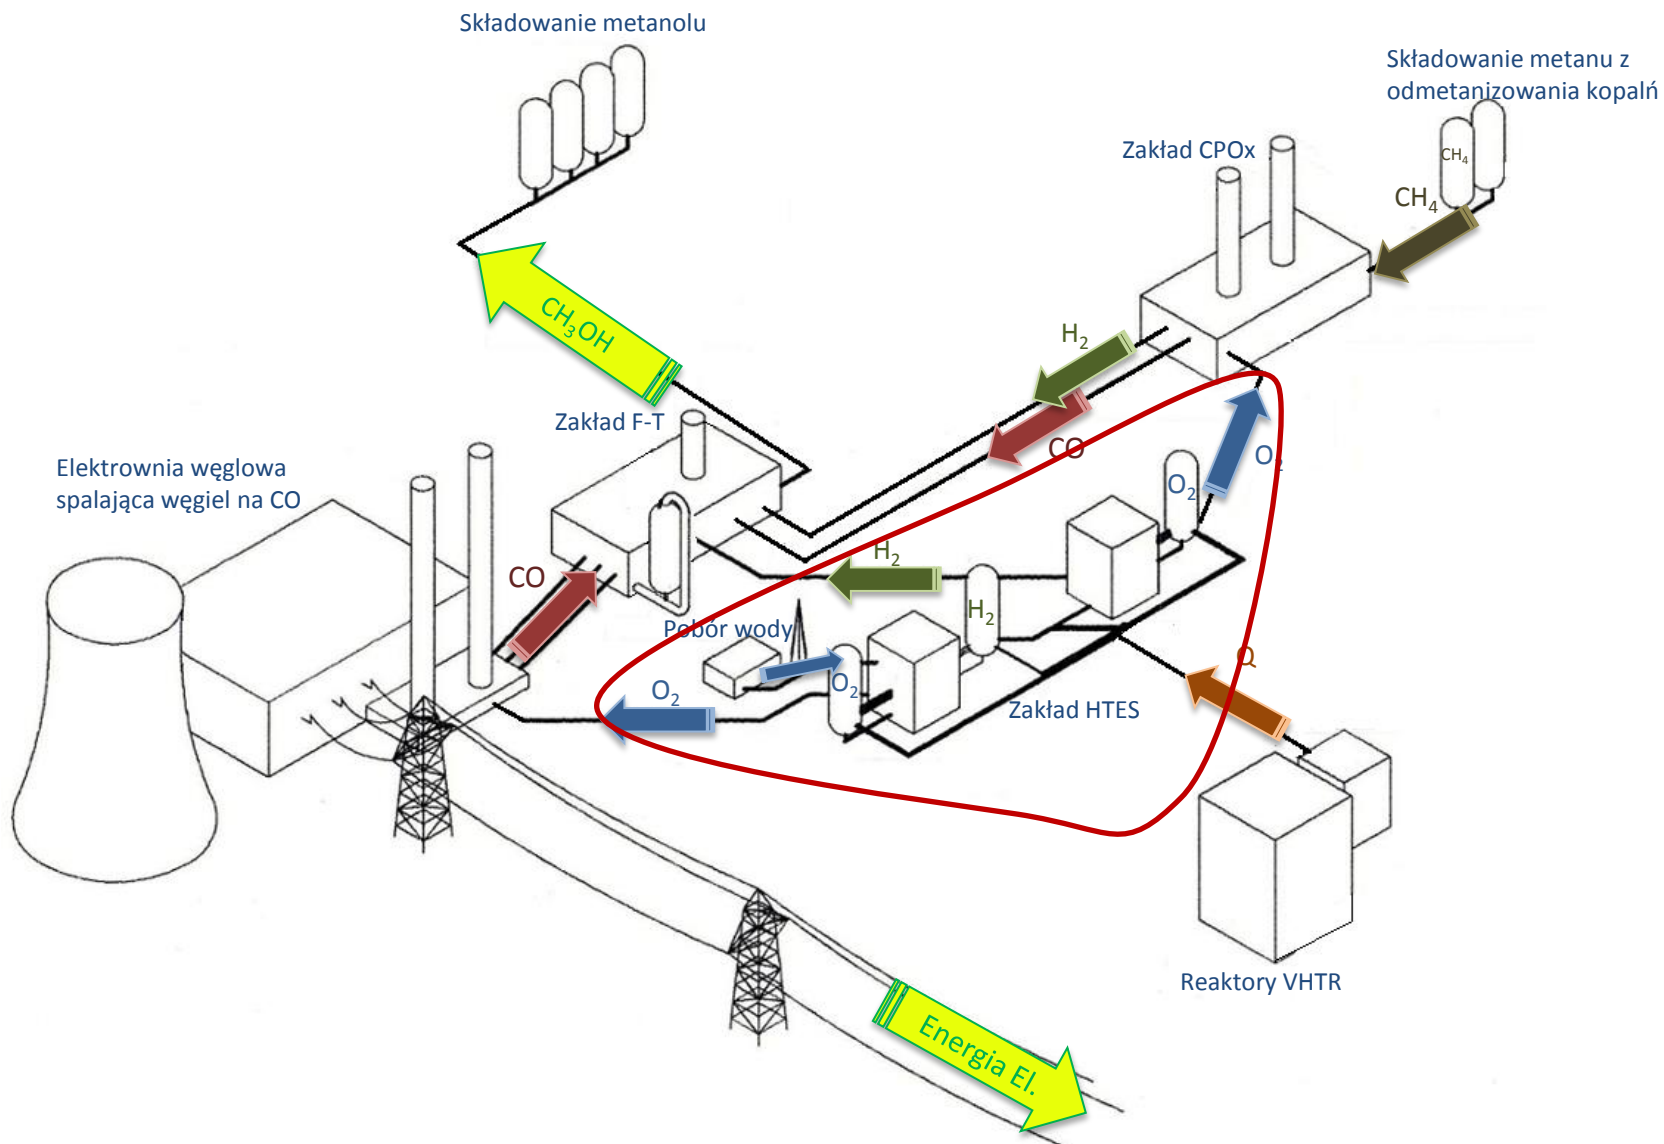 Składowanie metanolu
Składowanie metanu z
odmetanizowania kopalń
Zakład CPOx
CH₄
CH₄
H₂
CH₃OH
CO
Zakład F-T
O₂
O₂
Elektrownia węglowa
spalająca węgiel na CO
H₂
CO
H₂
Pobór wody
Q
O₂
O₂
Zakład HTES
Reaktory VHTR
Energia El.